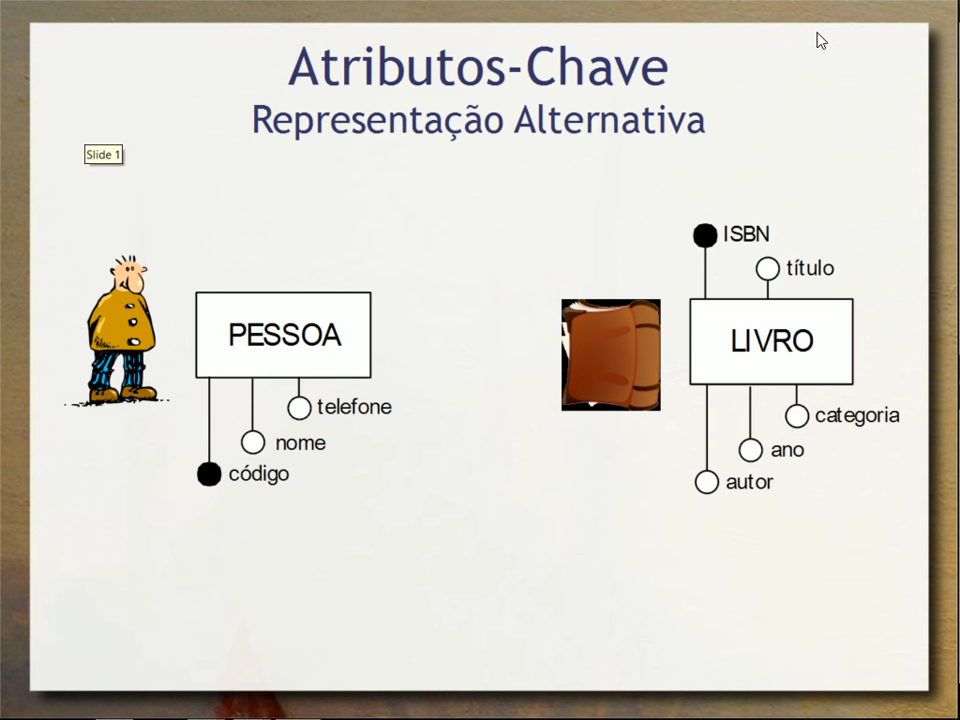 Atributos-Chave
Representação Alternativa
Slide 1
PESSOA
telefone
nome
código
ISBN
título
LIVRO
categoria
ano
autor